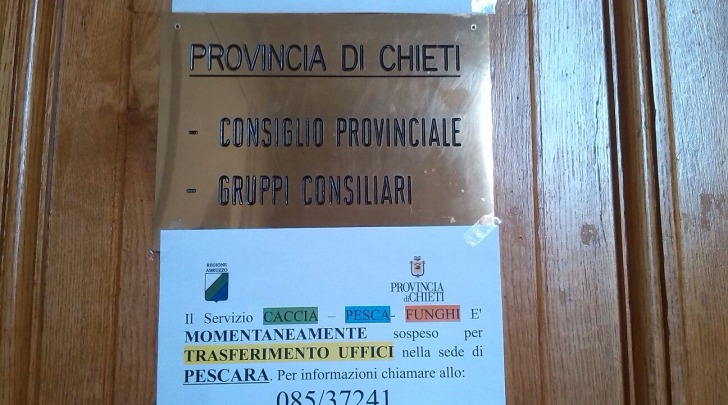 PROVINCIA DI CHIETI
- CONSIGLIO PROVINCIALE
- GRUPPI CONSILIARI
REGIONE
ABRUZZO
PROVINCIA
di CHIETI
Il Servizio CACCIA – PESCA- FUNGHI E'
MOMENTANEAMENTE sospeso per
TRASFERIMENTO UFFICI nella sede di
PESCARA. Per informazioni chiamare allo:
085/37241